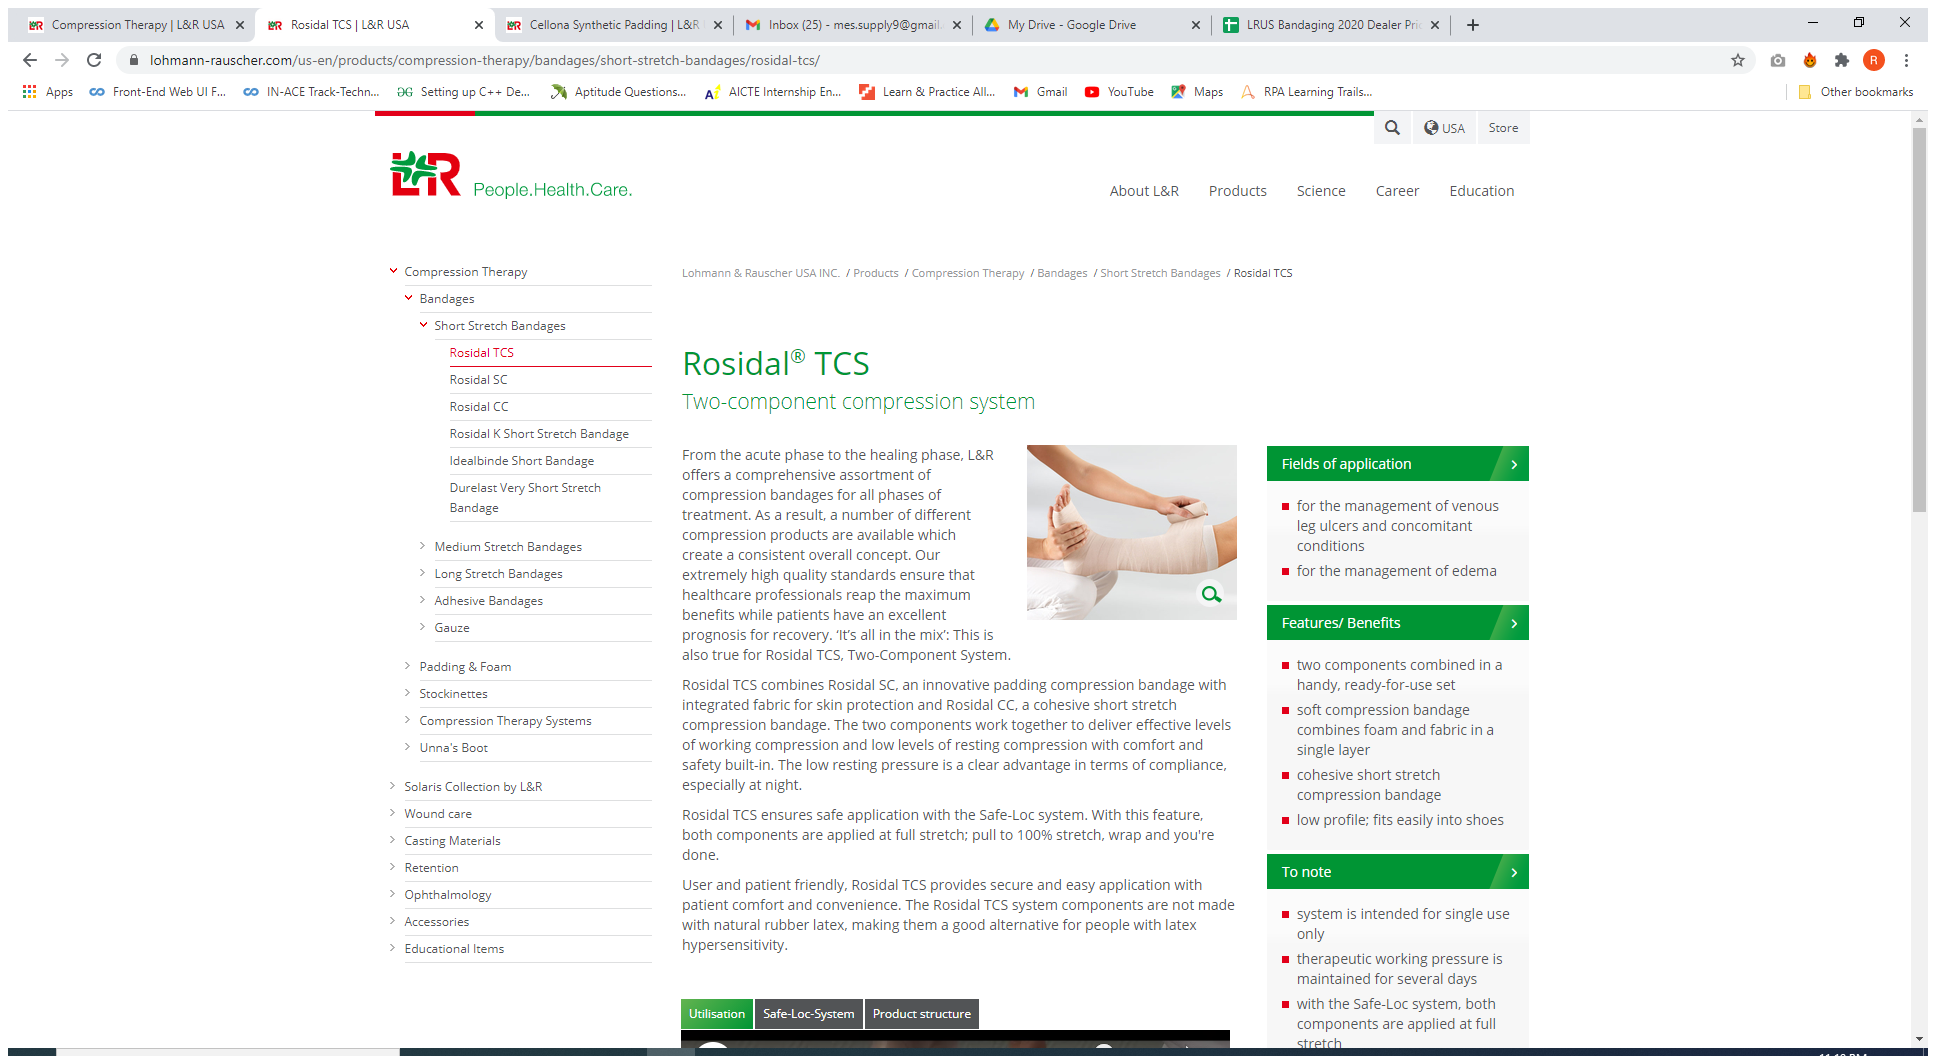 Compression Therapy | L&R USA
Rosidal TCS | L&R USA
Cellona Synthetic Padding | L&R
Inbox (25) - mes.supply9@gmail.
My Drive - Google Drive
LRUS Bandaging 2020 Dealer Pri
lohmann-rauscher.com/us-en/products/compression-therapy/bandages/short-stretch-bandages/rosidal-tcs/
R
Apps
Front-End Web UI F...
IN-ACE Track-Techn...
Setting up C++ De...
Aptitude Questions...
AICTE Internship En...
Learn & Practice All...
Gmail
YouTube
Maps
RPA Learning Trails...
Other bookmarks
USA
Store
L&R People.Health.Care.
About L&R
Products
Science
Career
Education
Compression Therapy
Bandages
Short Stretch Bandages
Rosidal TCS
Rosidal SC
Rosidal CC
Rosidal K Short Stretch Bandage
Idealbinde Short Bandage
Durelast Very Short Stretch
Bandage
Medium Stretch Bandages
Long Stretch Bandages
Adhesive Bandages
Gauze
Padding & Foam
Stockinettes
Compression Therapy Systems
Unna's Boot
Solaris Collection by L&R
Wound care
Casting Materials
Retention
Ophthalmology
Accessories
Educational Items
Lohmann & Rauscher USA INC. / Products / Compression Therapy / Bandages / Short Stretch Bandages / Rosidal TCS
Rosidal® TCS
Two-component compression system
From the acute phase to the healing phase, L&R
offers a comprehensive assortment of
compression bandages for all phases of
treatment. As a result, a number of different
compression products are available which
create a consistent overall concept. Our
extremely high quality standards ensure that
healthcare professionals reap the maximum
benefits while patients have an excellent
prognosis for recovery. ‘It’s all in the mix’: This is
also true for Rosidal TCS, Two-Component System.
Rosidal TCS combines Rosidal SC, an innovative padding compression bandage with
integrated fabric for skin protection and Rosidal CC, a cohesive short stretch
compression bandage. The two components work together to deliver effective levels
of working compression and low levels of resting compression with comfort and
safety built-in. The low resting pressure is a clear advantage in terms of compliance,
especially at night.
Rosidal TCS ensures safe application with the Safe-Loc system. With this feature,
both components are applied at full stretch; pull to 100% stretch, wrap and you're
done.
User and patient friendly, Rosidal TCS provides secure and easy application with
patient comfort and convenience. The Rosidal TCS system components are not made
with natural rubber latex, making them a good alternative for people with latex
hypersensitivity.
Utilisation
Safe-Loc-System
Product structure
Fields of application
for the management of venous
leg ulcers and concomitant
conditions
for the management of edema
Features/ Benefits
two components combined in a
handy, ready-for-use set
soft compression bandage
combines foam and fabric in a
single layer
cohesive short stretch
compression bandage
low profile; fits easily into shoes
To note
system is intended for single use
only
therapeutic working pressure is
maintained for several days
with the Safe-Loc system, both
components are applied at full
stretch